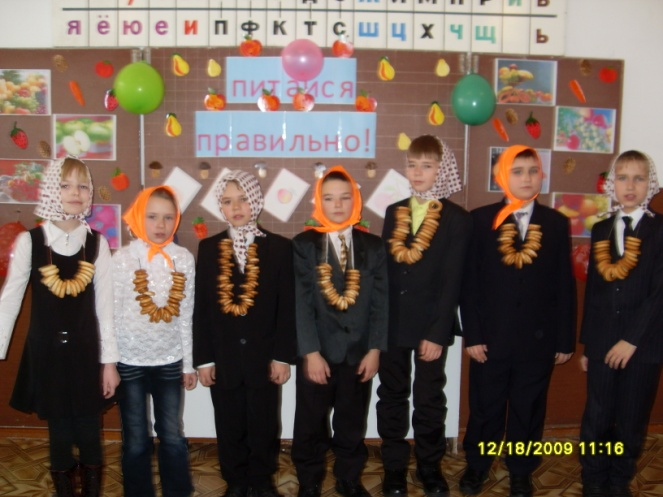 я ё ю е и п ф к т с ш ц х ч щ ь
питайся
правильно!
12/18/2009 11:16